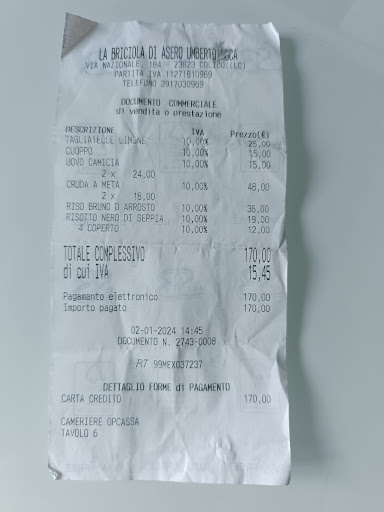 LA BRICIOLA DI ASERO UMBERTO LUCA
VIA NAZIONALE, 184 - 23823 COLICO (LC)
PARTITA IVA 11271810969
TELEFONO 3917030969
DOCUMENTO COMMERCIALE
di vendita o prestazione
DESCRIZIONE IVA Prezzo(€)
TAGLIATELLE LIMONE 10,00% 25,00
CUOPPO 10,00% 15,00
UOVO CAMICIA 10,00% 15,00
2 x 24,00
CRUDA A META 10,00% 48,00
2 x 18,00
RISO BRUNO D ARROSTO 10,00% 36,00
RISOTTO NERO DI SEPPIA 10,00% 19,00
4 COPERTO 10,00% 12,00
TOTALE COMPLESSIVO 170,00
di cui IVA 15,45
Pagamento elettronico 170,00
Importo pagato 170,00
02-01-2024 14:45
DOCUMENTO N. 2743-0008
RT 99MEX037237
DETTAGLIO FORME di PAGAMENTO
CARTA CREDITO 170,00
CAMERIERE OPCASSA
TAVOLO 6